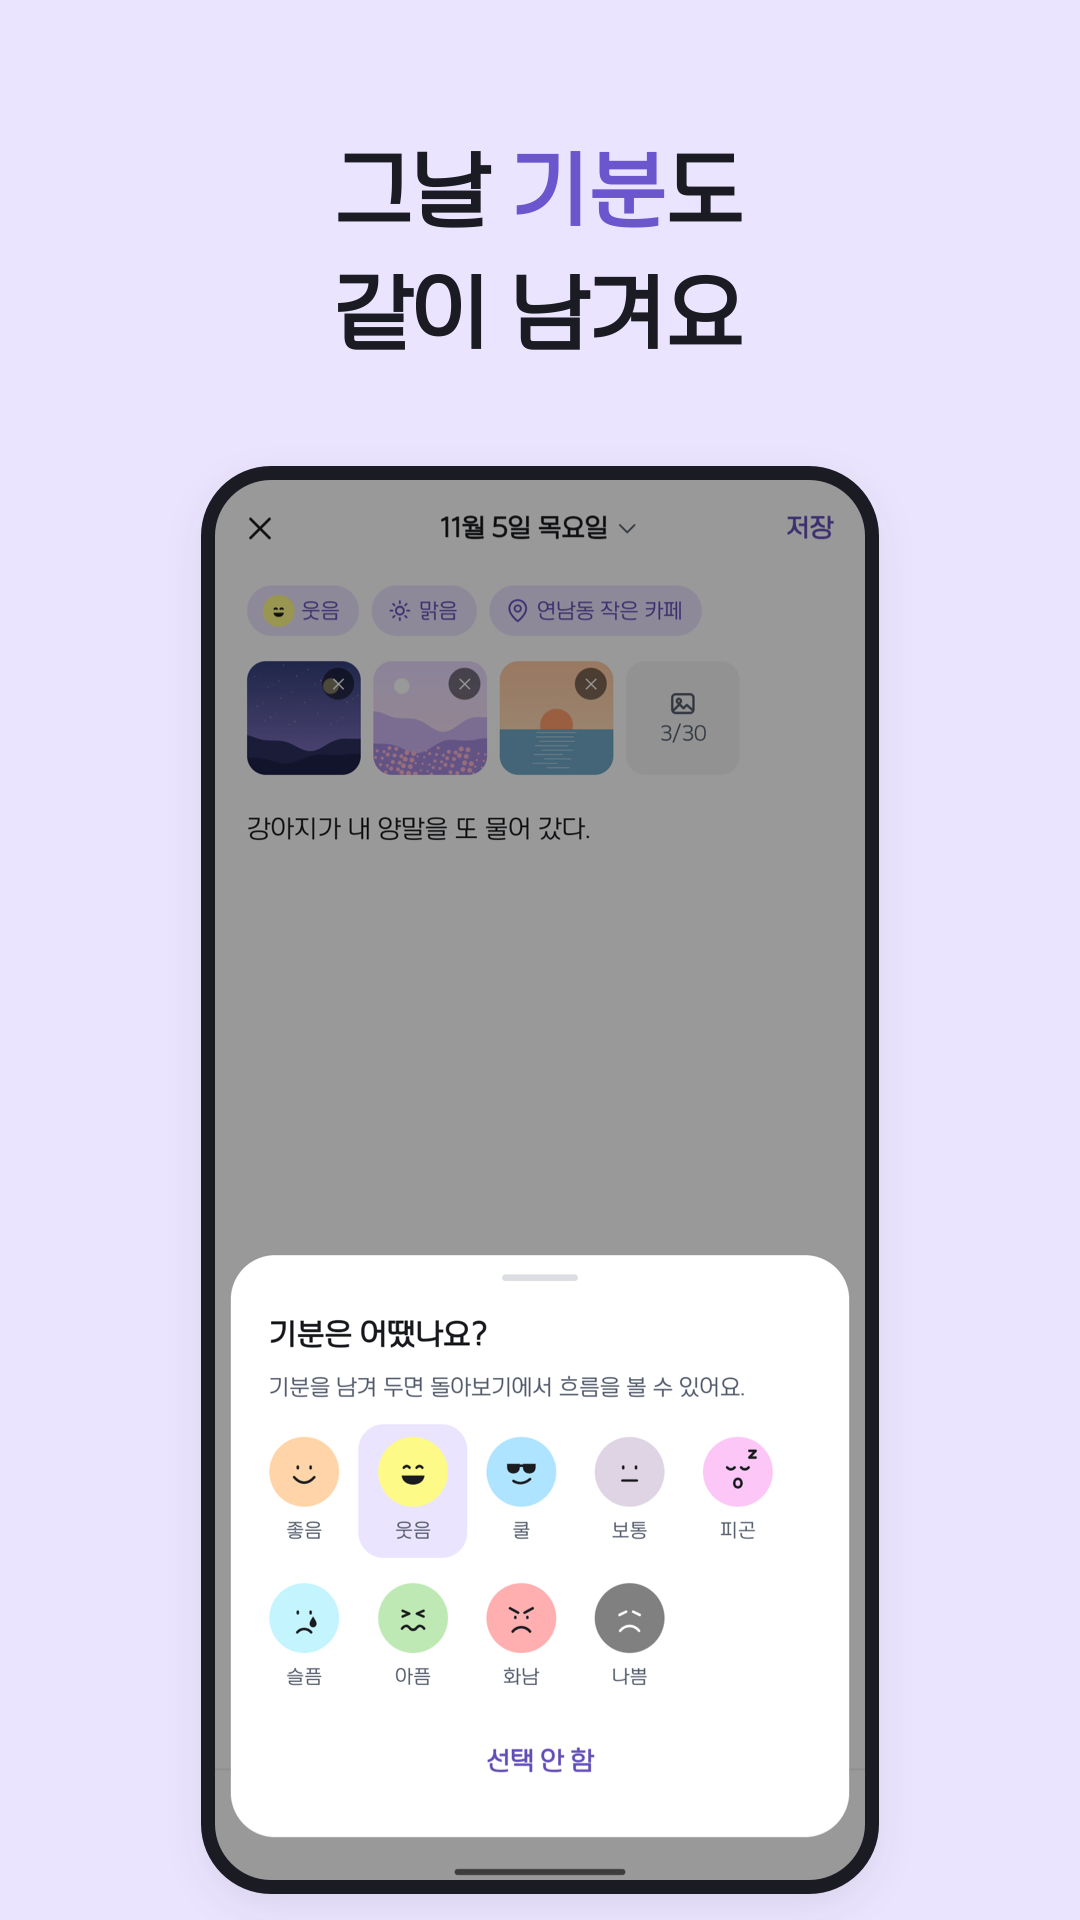 그날 기분도
같이 남겨요
11월 5일 목요일
저장
웃음
맑음
연남동 작은 카페
3/30
강아지가 내 양말을 또 물어 갔다.
기분은 어땠나요?
기분을 남겨 두면 돌아보기에서 흐름을 볼 수 있어요.
좋음
웃음
쿨
보통
z
피곤
슬픔
아픔
화남
나쁨
선택 안 함